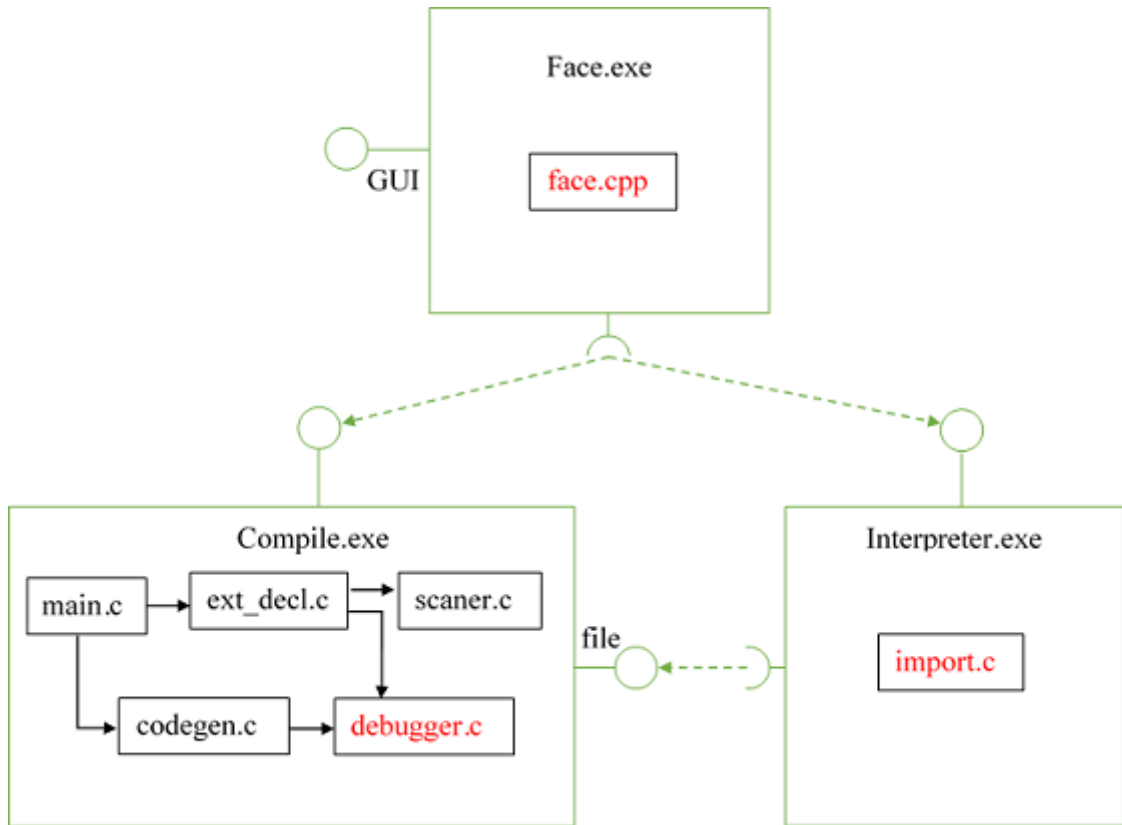 Face.exe
face.cpp
GUI
Compile.exe
main.c
ext_decl.c
scaner.c
codegen.c
debugger.c
file
Interpreter.exe
import.c